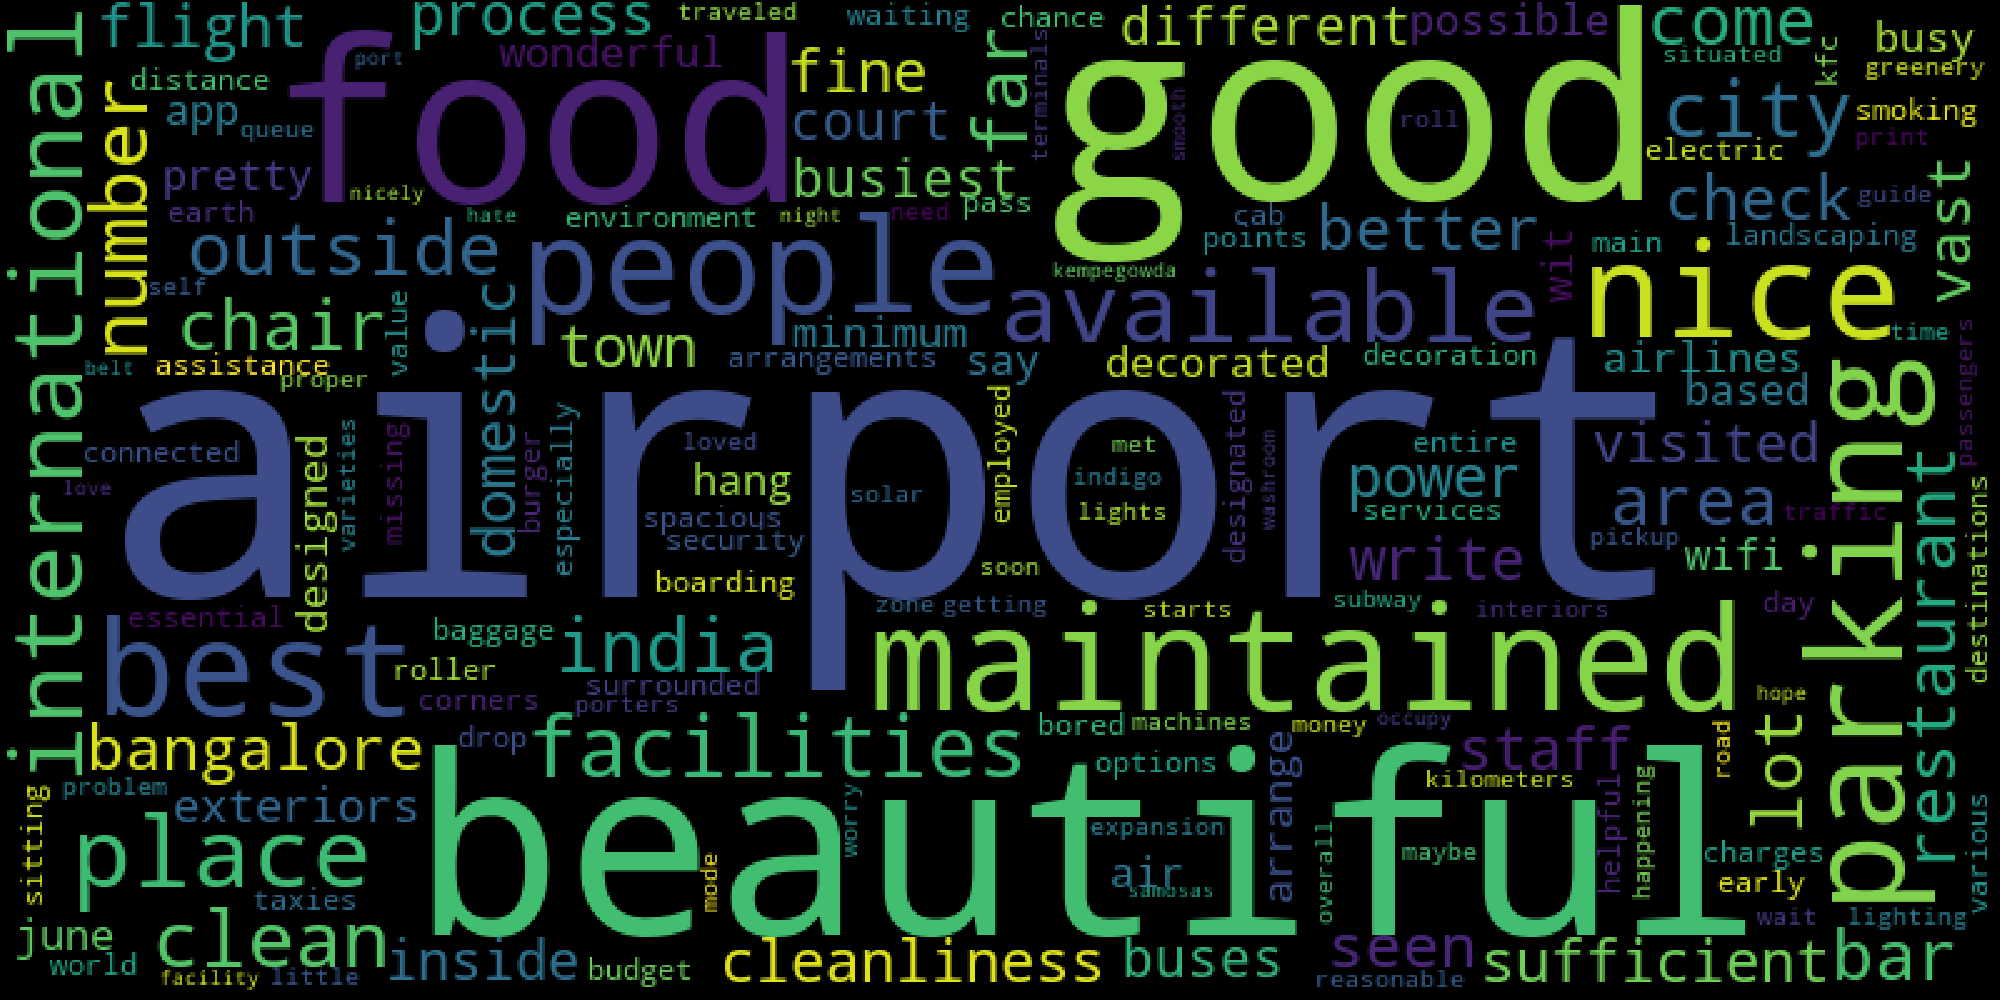 international
flight
process
traveled
waiting
chance
different
possible
come
situated
kfc
busy
greenery
distance
port
wonderful
fine
far
terminals
good
food
number
app
queue
court
smooth
roll
city
smoking
print
electric
pretty
nicely
busiest
earth
hate
environment
night
need
pass
cab
points
better
check
guide
vast
outside
people
kempegowda
wit
main
landscaping
self
available
nice
chair
value
domestic
town
minimum
time
belt
assistance
proper
arrangements
say
decorated
decoration
airlines
based
passengers
airport
connected
love
designed
varieties
missing
burger
especially
loved
hang
spacious
security
boarding
solar
employed
soon
met
indigo
lights
designated
washroom
entire
power
services
write
visited
area
traffic
pickup
wifi
parking
restaurant
destinations
essential
zone
getting
starts
subway
interiors
day
best
baggage
india
roller
corners
surrounded
porters
maintained
hope
bangalore
drop
facilities
bored
machines
money
occupy
staff
road
lot
problem
exteriors
options
arrange
kilometers
sitting
place
beautiful
worry
expansion
air
samosas
overall
maybe
helpful
happening
charges
early
various
taxies
mode
wait
lighting
june
world
clean
facility
little
inside
budget
cleanliness
buses
seen
reasonable
sufficient
bar